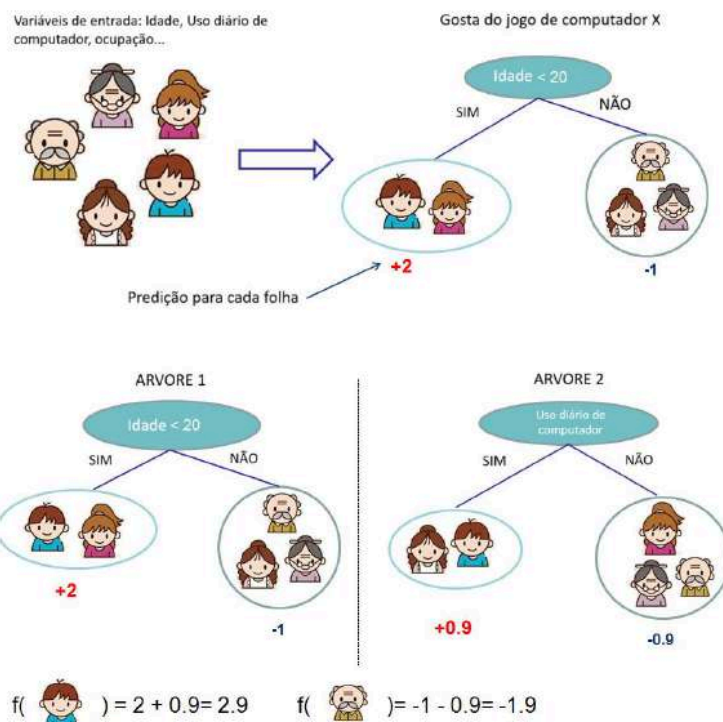 Variáveis de entrada: Idade, Uso diário de
computador, ocupação...
Gosta do jogo de computador X
Idade < 20
SIM
NÃO
+2
-1
Predição para cada folha
ARVORE 1
Idade < 20
SIM
NÃO
+2
-1
ARVORE 2
Uso diário de
computador
SIM
NÃO
+0.9
-0.9
f( ) = 2 + 0.9= 2.9
f( )= -1 - 0.9= -1.9